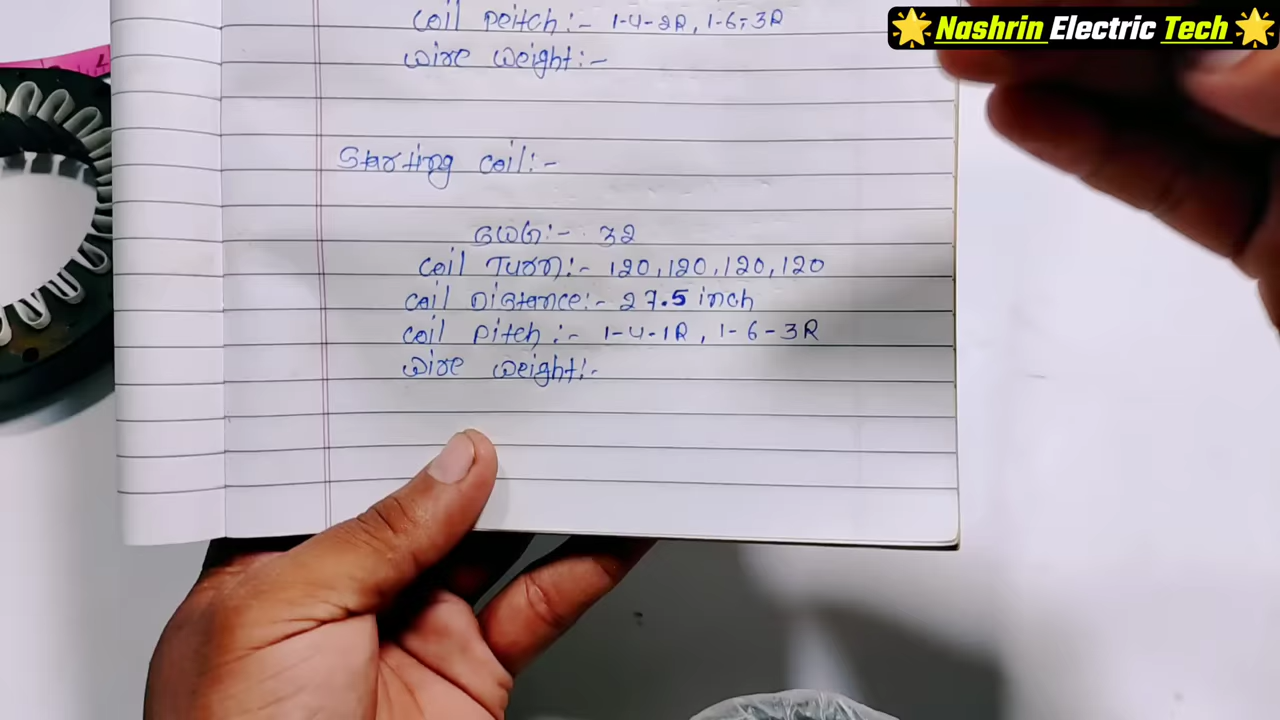 🌟 Nashrin Electric Tech 🌟
Coil Peitch:- 1-4-2R, 1-6-3R
Wire Weight:-
Starting Coil:-
SWG:- 32
Coil Turn:- 120, 120, 120, 120
Coil Distance:- 27.5 inch
Coil Pitch:- 1-4-1R, 1-6-3R
Wire Weight:-